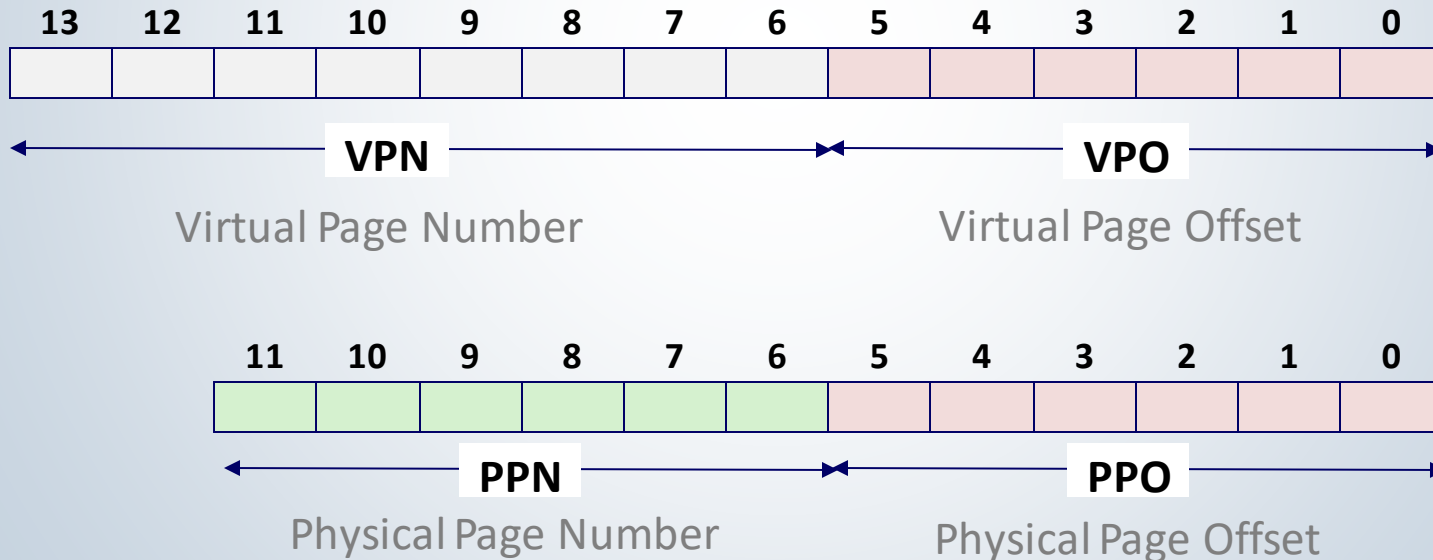 13 12 11 10 9 8 7 6 5 4 3 2 1 0
VPN VPO
Virtual Page Number Virtual Page Offset
11 10 9 8 7 6 5 4 3 2 1 0
PPN PPO
Physical Page Number Physical Page Offset